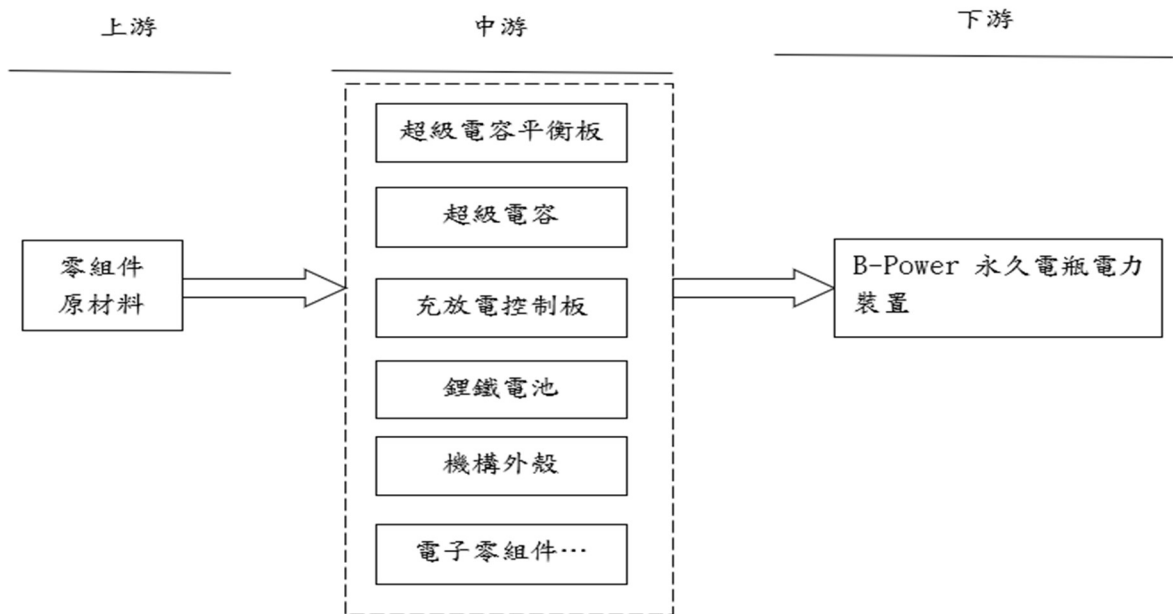 上游
中游
下游
超級電容平衡板
超級電容
零組件
原材料
充放電控制板
B-Power 永久電瓶電力
裝置
鋰鐵電池
機構外殼
電子零組件…